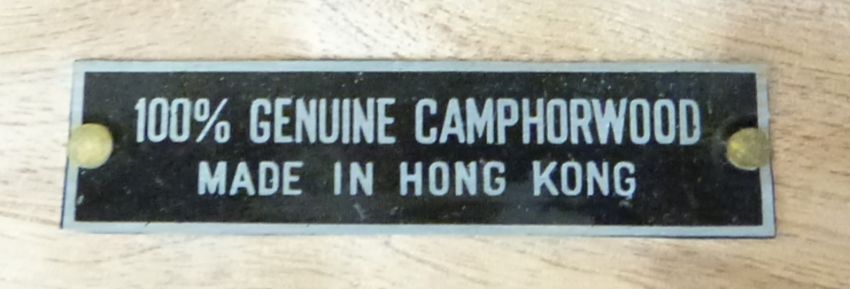 100% GENUINE CAMPHORWOOD
MADE IN HONG KONG